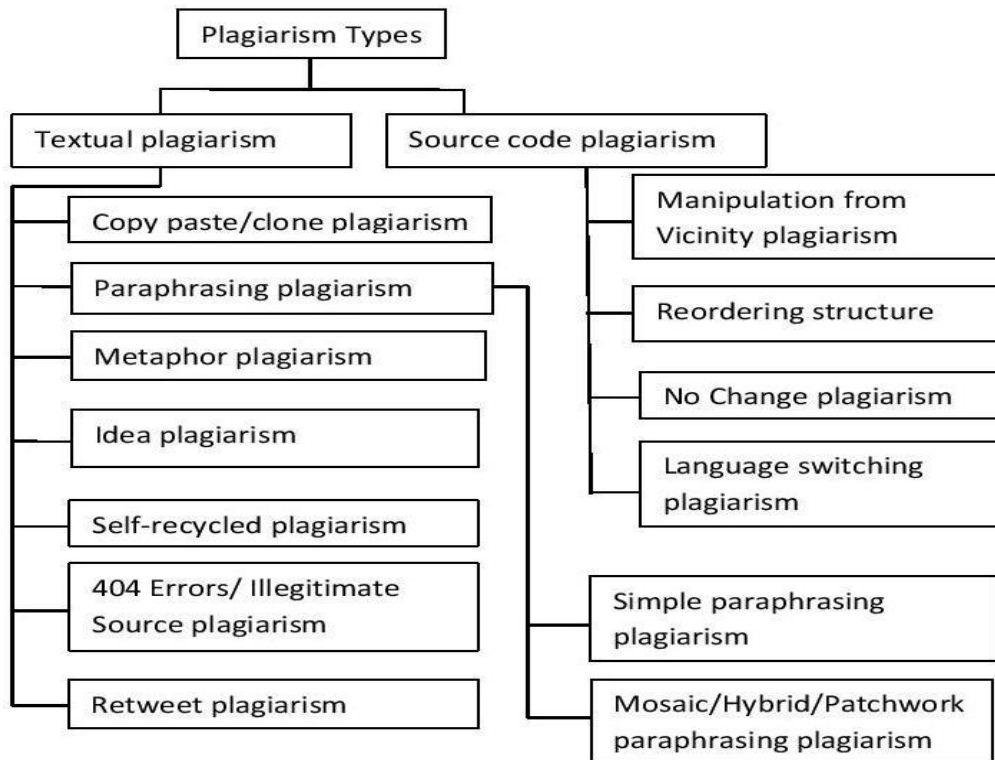 Plagiarism Types
Textual plagiarism
Source code plagiarism
Copy paste/clone plagiarism
Paraphrasing plagiarism
Metaphor plagiarism
Idea plagiarism
Self-recycled plagiarism
404 Errors/ Illegitimate
Source plagiarism
Retweet plagiarism
Manipulation from
Vicinity plagiarism
Reordering structure
No Change plagiarism
Language switching
plagiarism
Simple paraphrasing
plagiarism
Mosaic/Hybrid/Patchwork
paraphrasing plagiarism